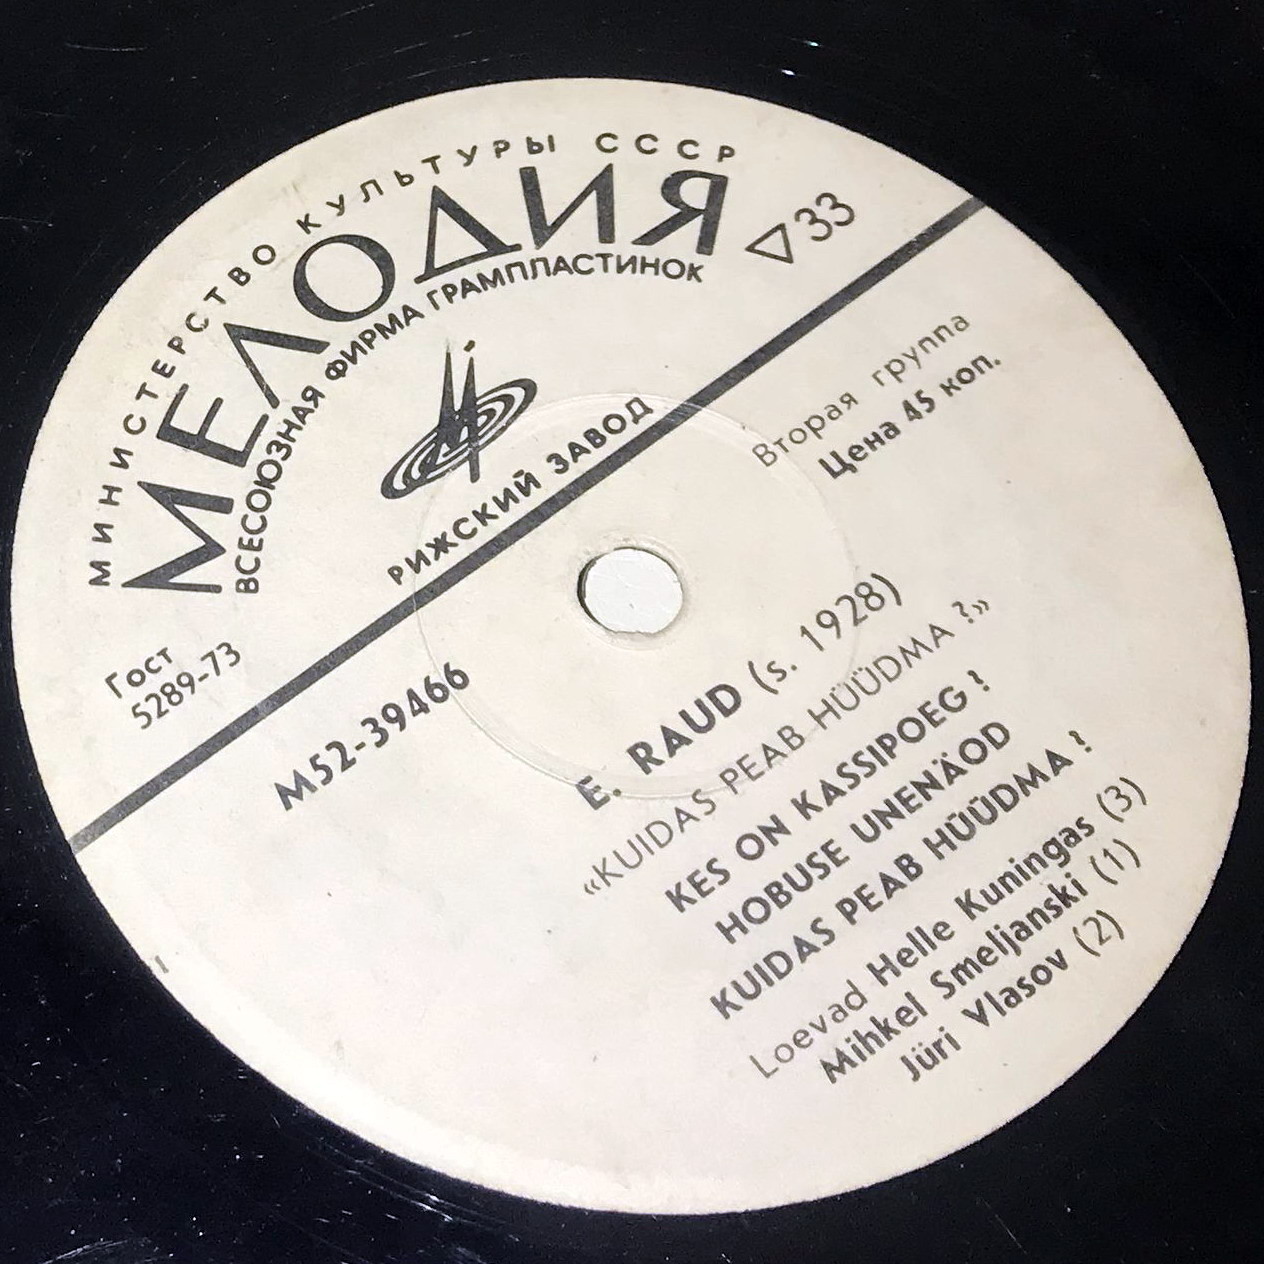 МИНИСТЕРСТВО КУЛЬТУРЫ СССР
МЕЛОДИЯ
ВСЕСОЮЗНАЯ ФИРМА ГРАМПЛАСТИНОК
33
РИЖСКИЙ ЗАВОД
Гост
5289-73
Вторая группа
Цена 45 коп.
М52-39466
E. RAUD (s. 1928)
«KUIDAS PEAB HÜÜDMA ?»
KES ON KASSIPOEG ?
HOBUSE UNENÄOD
KUIDAS PEAB HÜÜDMA ?
Loevad Helle Kuningas (3)
Mihkel Smeljanski (1)
Jüri Vlasov (2)